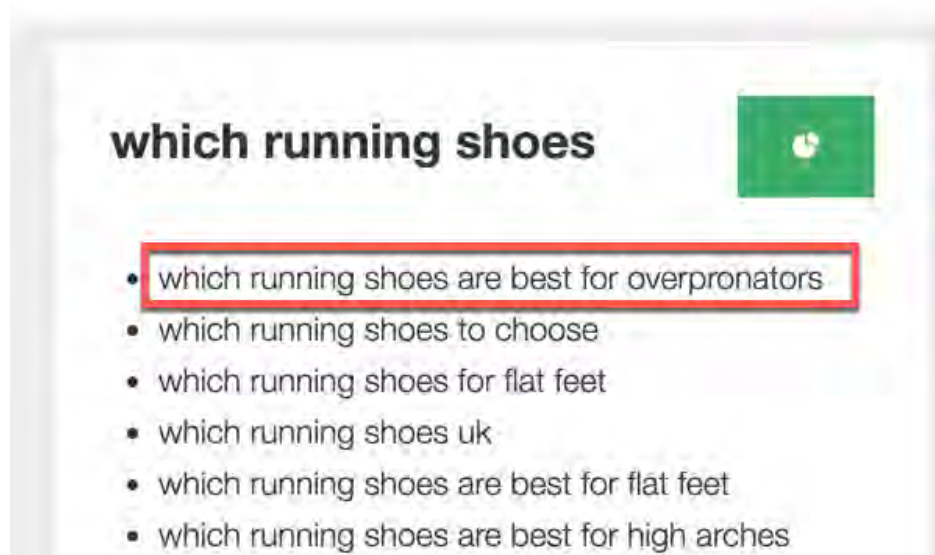 which running shoes
which running shoes are best for overpronators
which running shoes to choose
which running shoes for flat feet
which running shoes uk
which running shoes are best for flat feet
which running shoes are best for high arches